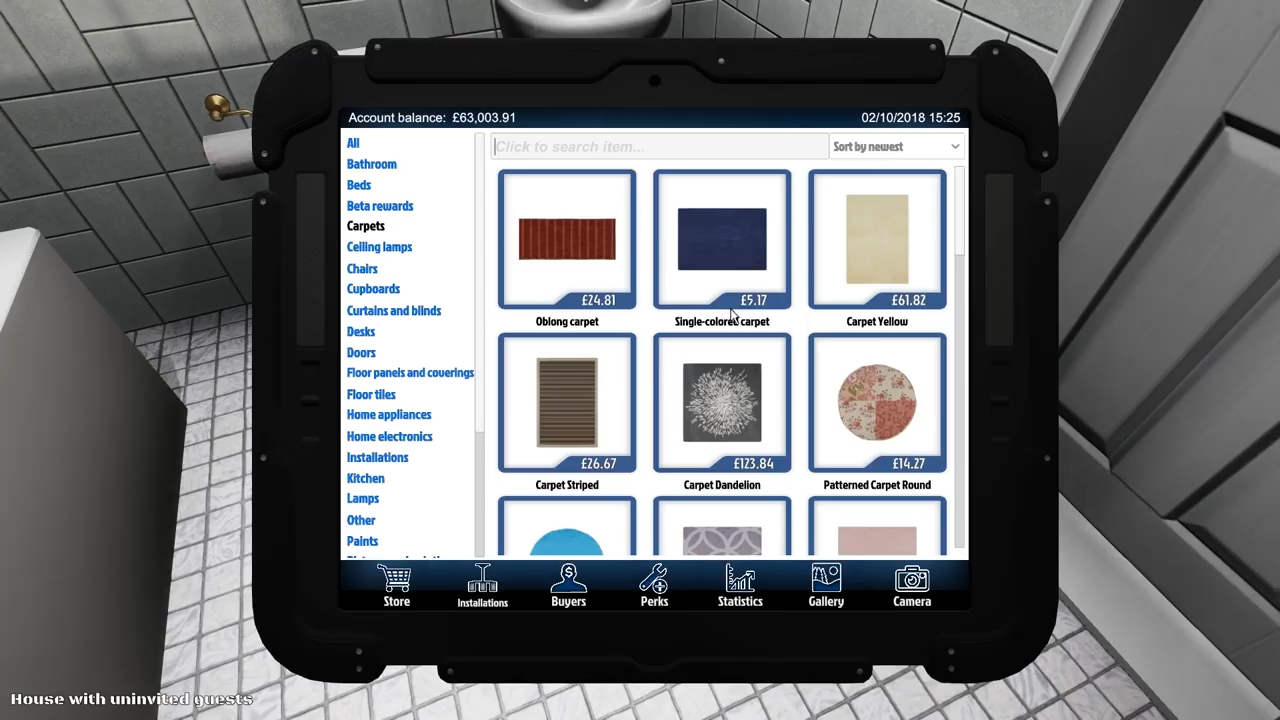 Account balance: £63,003.91
02/10/2018 15:25
All
Bathroom
Beds
Beta rewards
Carpets
Ceiling lamps
Chairs
Cupboards
Curtains and blinds
Desks
Doors
Floor panels and coverings
Floor tiles
Home appliances
Home electronics
Installations
Kitchen
Lamps
Other
Paints
Click to search item...
Sort by newest
£24.81
£5.17
£61.82
Oblong carpet
Single-colored carpet
Carpet Yellow
£26.67
£123.84
£14.27
Carpet Striped
Carpet Dandelion
Patterned Carpet Round
Store
Installations
Buyers
Perks
Statistics
Gallery
Camera
House with uninvited guests